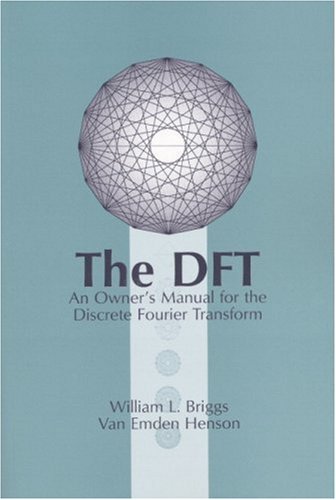 The DFT
An Owner's Manual for the
Discrete Fourier Transform
William L. Briggs
Van Emden Henson